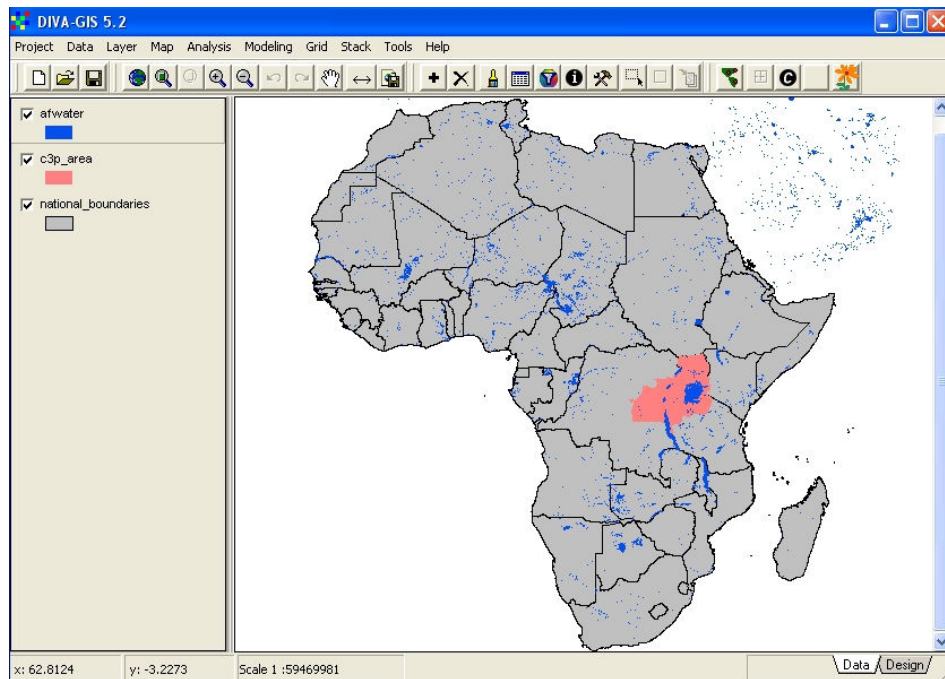 DIVA-GIS 5.2
Project Data Layer Map Analysis Modeling Grid Stack Tools Help
afwater
c3p_area
national_boundaries
x: 62.8124 y: -3.2273 Scale 1 :59469981 Data Design